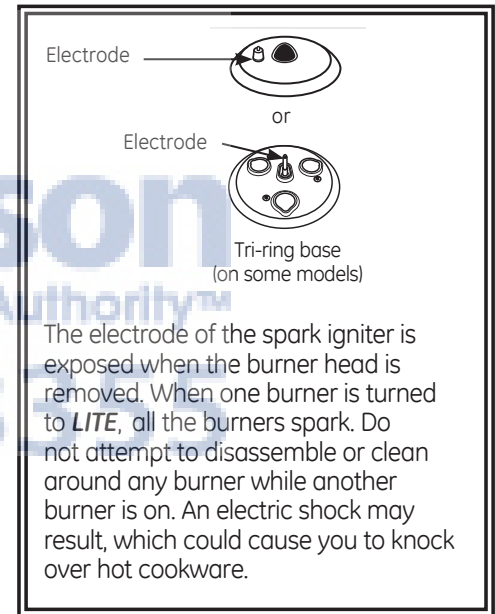 Electrode
or
Electrode
Tri-ring base
(on some models)
son
Authority™
3355
The electrode of the spark igniter is
exposed when the burner head is
removed. When one burner is turned
to LITE, all the burners spark. Do
not attempt to disassemble or clean
around any burner while another
burner is on. An electric shock may
result, which could cause you to knock
over hot cookware.